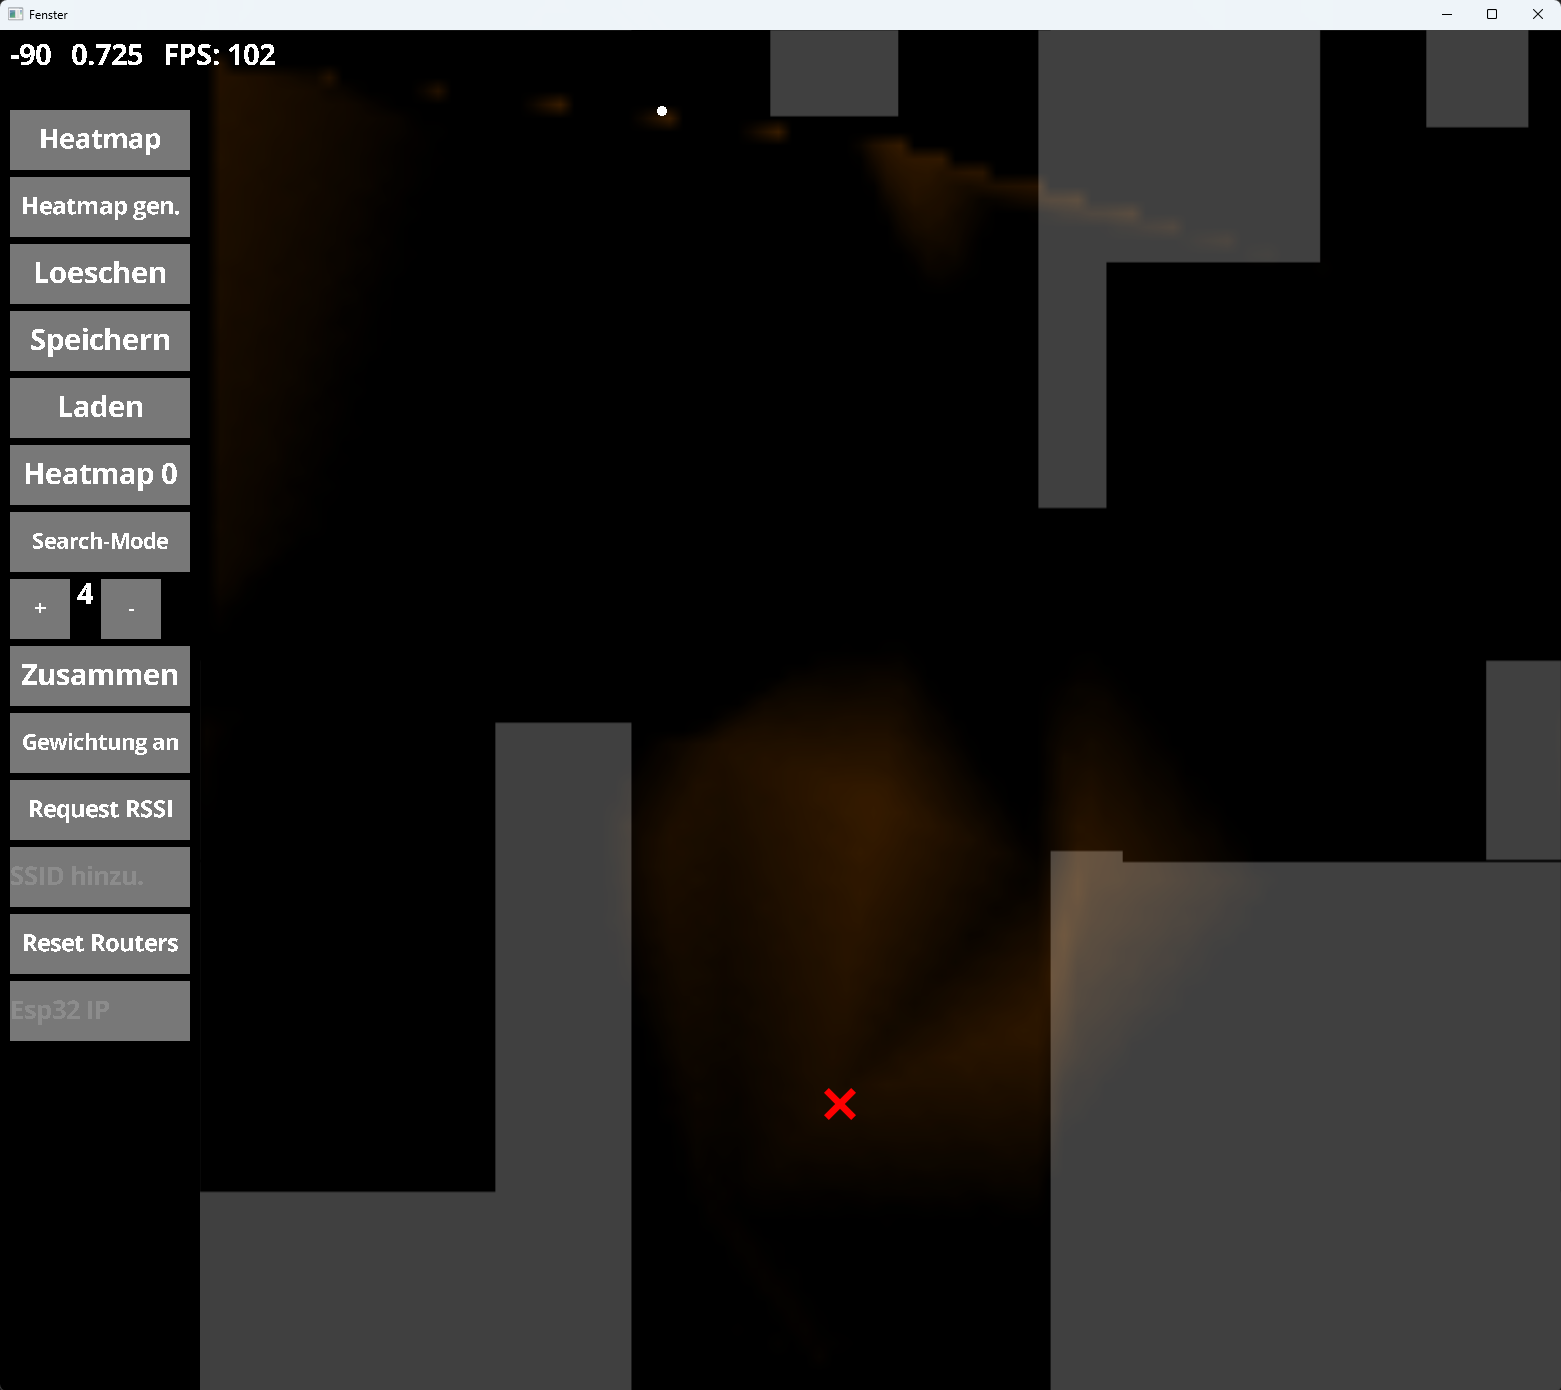 Fenster
-90 0.725 FPS: 102
Heatmap
Heatmap gen.
Loeschen
Speichern
Laden
Heatmap 0
Search-Mode
+ 4 -
Zusammen
Gewichtung an
Request RSSI
SSID hinzu.
Reset Routers
Esp32 IP